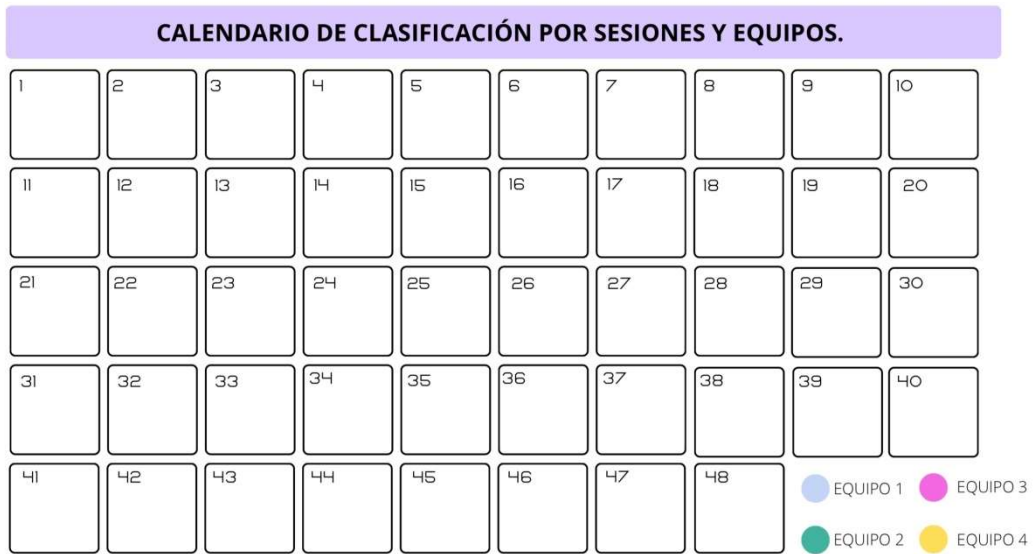 CALENDARIO DE CLASIFICACIÓN POR SESIONES Y EQUIPOS.
1 2 3 4 5 6 7 8 9 10
11 12 13 14 15 16 17 18 19 20
21 22 23 24 25 26 27 28 29 30
31 32 33 34 35 36 37 38 39 40
41 42 43 44 45 46 47 48
EQUIPO 1 EQUIPO 3
EQUIPO 2 EQUIPO 4